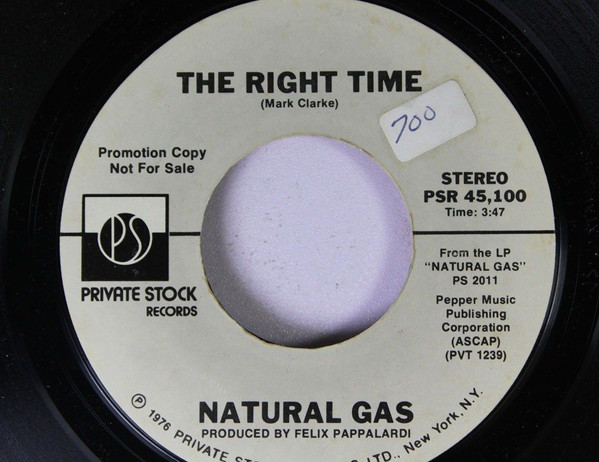 THE RIGHT TIME
(Mark Clarke)
700
Promotion Copy
Not For Sale
STEREO
PSR 45,100
Time: 3:47
PS
PRIVATE STOCK
RECORDS
From the LP
"NATURAL GAS"
PS 2011
Pepper Music
Publishing
Corporation
(ASCAP)
(PVT 1239)
NATURAL GAS
PRODUCED BY FELIX PAPPALARDI
Ⓟ 1976 PRIVATE LTD., New York, N.Y.